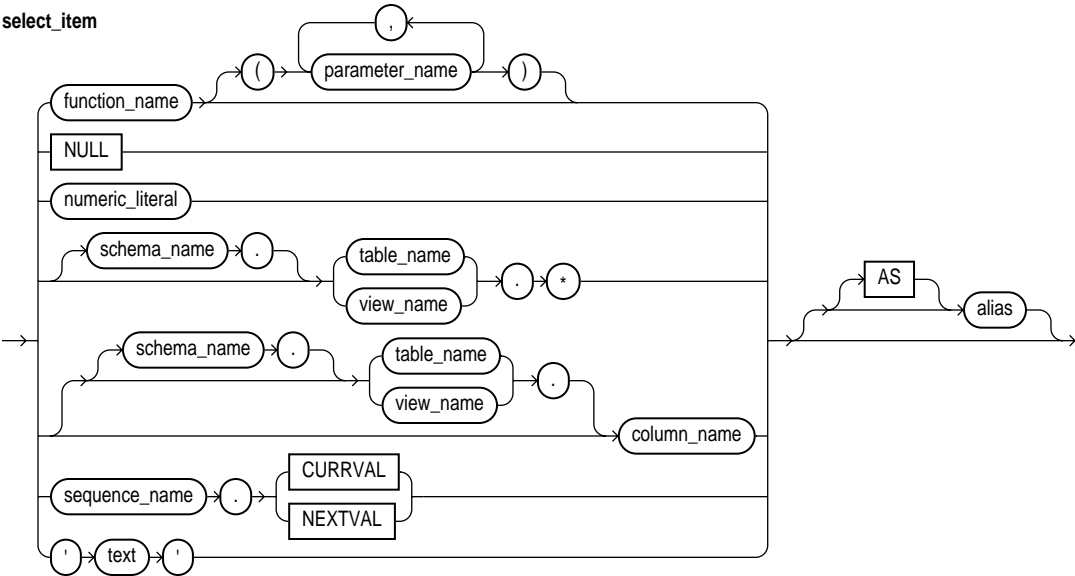 select_item
,
( parameter_name )
function_name
NULL
numeric_literal
schema_name .
table_name
view_name
. *
AS
alias
schema_name .
table_name
view_name
.
column_name
sequence_name .
CURRVAL
NEXTVAL
' text '